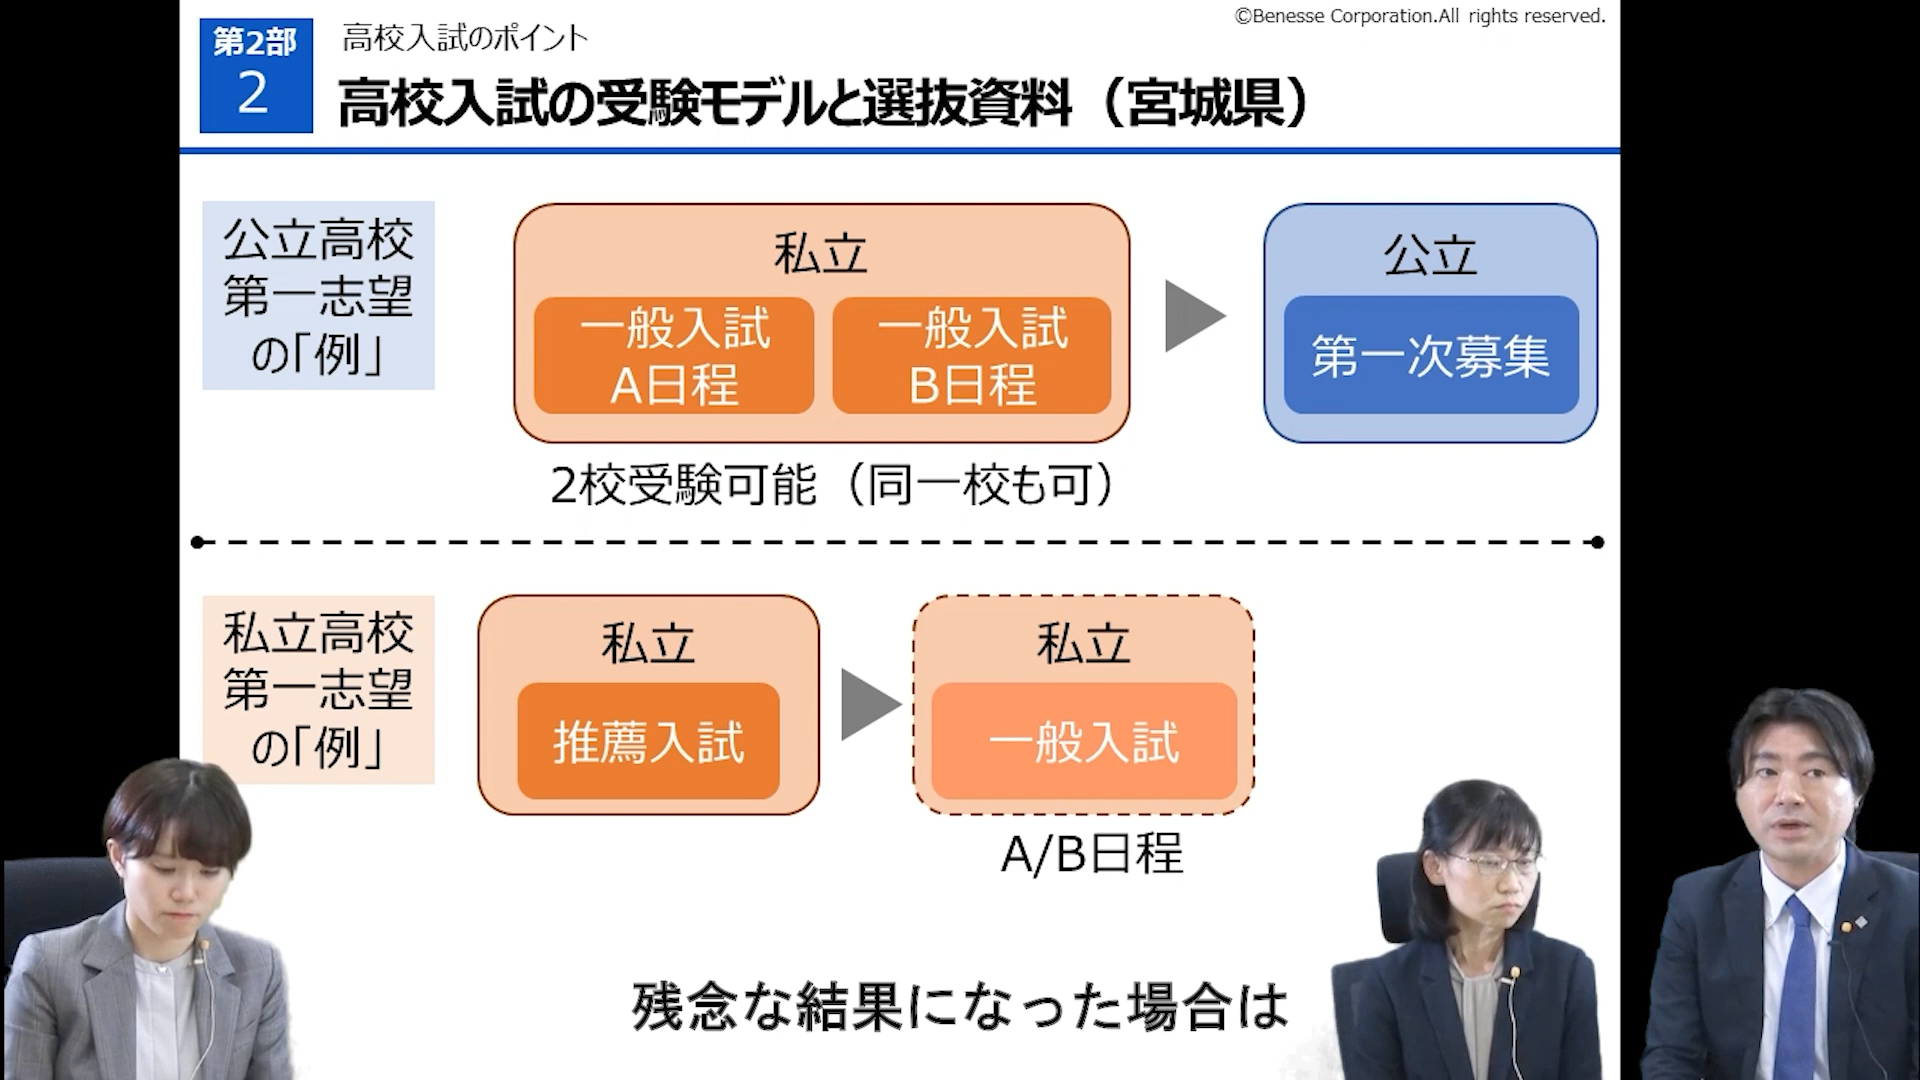 ©Benesse Corporation.All rights reserved.
第2部
2
高校入試のポイント
高校入試の受験モデルと選抜資料（宮城県）
公立高校
第一志望
の「例」
私立
一般入試
A日程
一般入試
B日程
2校受験可能（同一校も可）
公立
第一次募集
私立高校
第一志望
の「例」
私立
推薦入試
私立
一般入試
A/B日程
残念な結果になった場合は